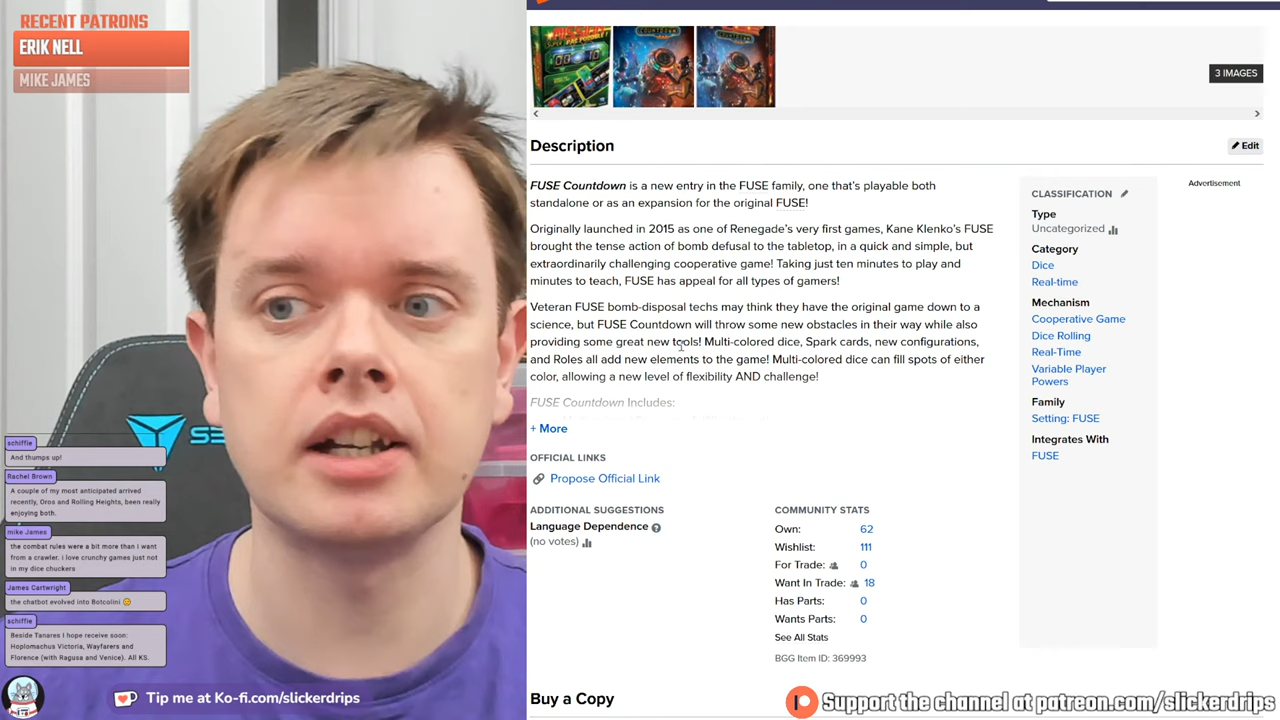 RECENT PATRONS
ERIK NELL
MIKE JAMES
schiffie
And thumps up!
Rachel Brown
A couple of my most anticipated arrived
recently, Oros and Rolling Heights, been really
enjoying both.
mike James
the combat rules were a bit more than i want
from a crawler. i love crunchy games just not
in my dice chuckers
James Cartwright
the chatbot evolved into Botcolini 😊
schiffie
Beside Tanares I hope receive soon:
Hoplomachus Victoria, Wayfarers and
Florence (with Ragusa and Venice). All KS.
Tip me at Ko-fi.com/slickerdrips
3 IMAGES
Description
Edit
FUSE Countdown is a new entry in the FUSE family, one that's playable both
standalone or as an expansion for the original FUSE!
Originally launched in 2015 as one of Renegade's very first games, Kane Klenko's FUSE
brought the tense action of bomb defusal to the tabletop, in a quick and simple, but
extraordinarily challenging cooperative game! Taking just ten minutes to play and
minutes to teach, FUSE has appeal for all types of gamers!
Veteran FUSE bomb-disposal techs may think they have the original game down to a
science, but FUSE Countdown will throw some new obstacles in their way while also
providing some great new tools! Multi-colored dice, Spark cards, new configurations,
and Roles all add new elements to the game! Multi-colored dice can fill spots of either
color, allowing a new level of flexibility AND challenge!
FUSE Countdown Includes:
+ More
OFFICIAL LINKS
Propose Official Link
ADDITIONAL SUGGESTIONS
Language Dependence
(no votes)
COMMUNITY STATS
Own: 62
Wishlist: 111
For Trade: 0
Want In Trade: 18
Has Parts: 0
Wants Parts: 0
See All Stats
BGG Item ID: 369993
Buy a Copy
CLASSIFICATION
Type
Uncategorized
Category
Dice
Real-time
Mechanism
Cooperative Game
Dice Rolling
Real-Time
Variable Player
Powers
Family
Setting: FUSE
Integrates With
FUSE
Advertisement
Support the channel at patreon.com/slickerdrips